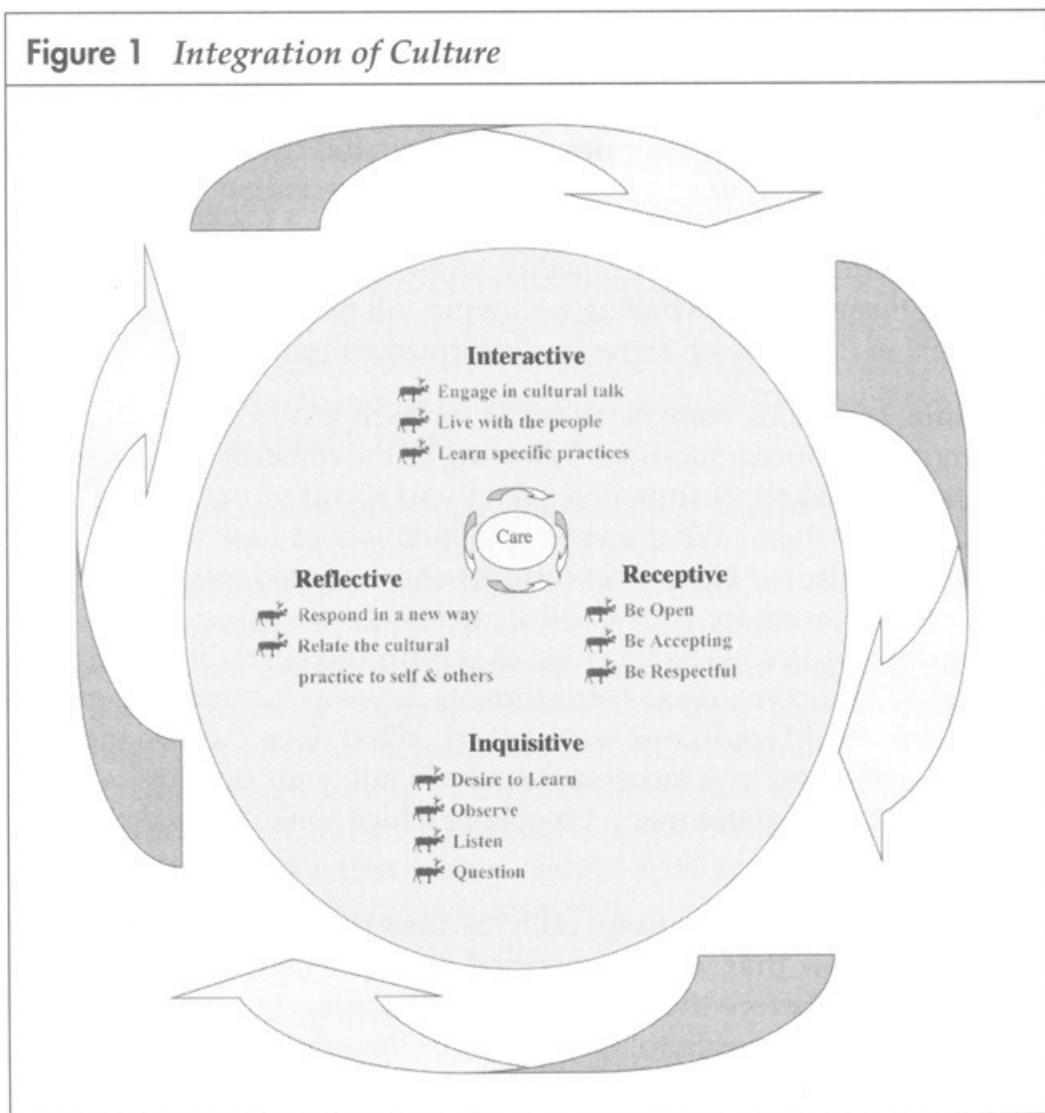 Figure 1 Integration of Culture
Interactive
Engage in cultural talk
Live with the people
Learn specific practices
Care
Reflective
Respond in a new way
Relate the cultural
practice to self & others
Receptive
Be Open
Be Accepting
Be Respectful
Inquisitive
Desire to Learn
Observe
Listen
Question